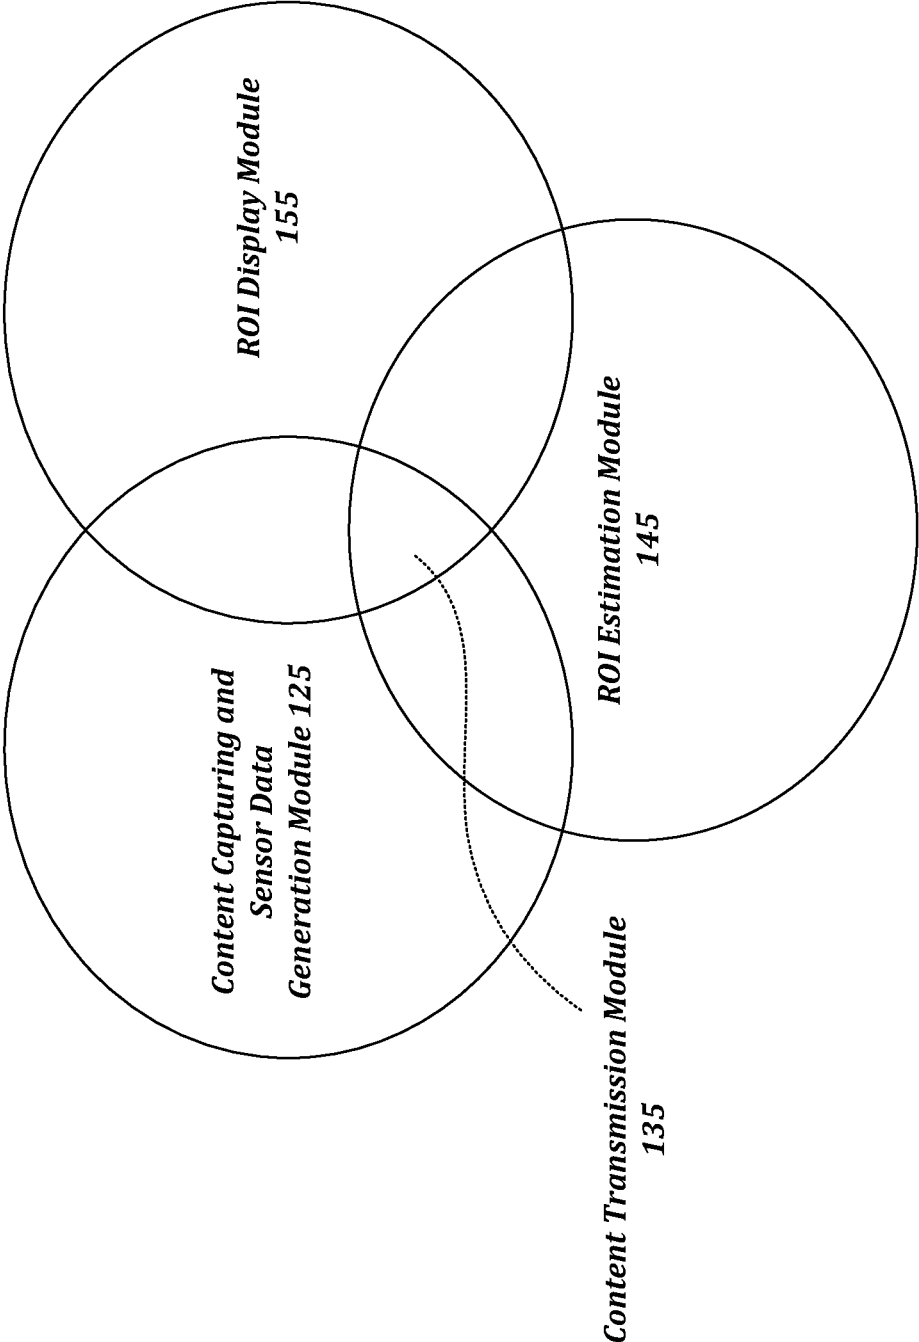 Content Capturing and
Sensor Data
Generation Module 125
ROI Display Module
155
ROI Estimation Module
145
Content Transmission Module
135